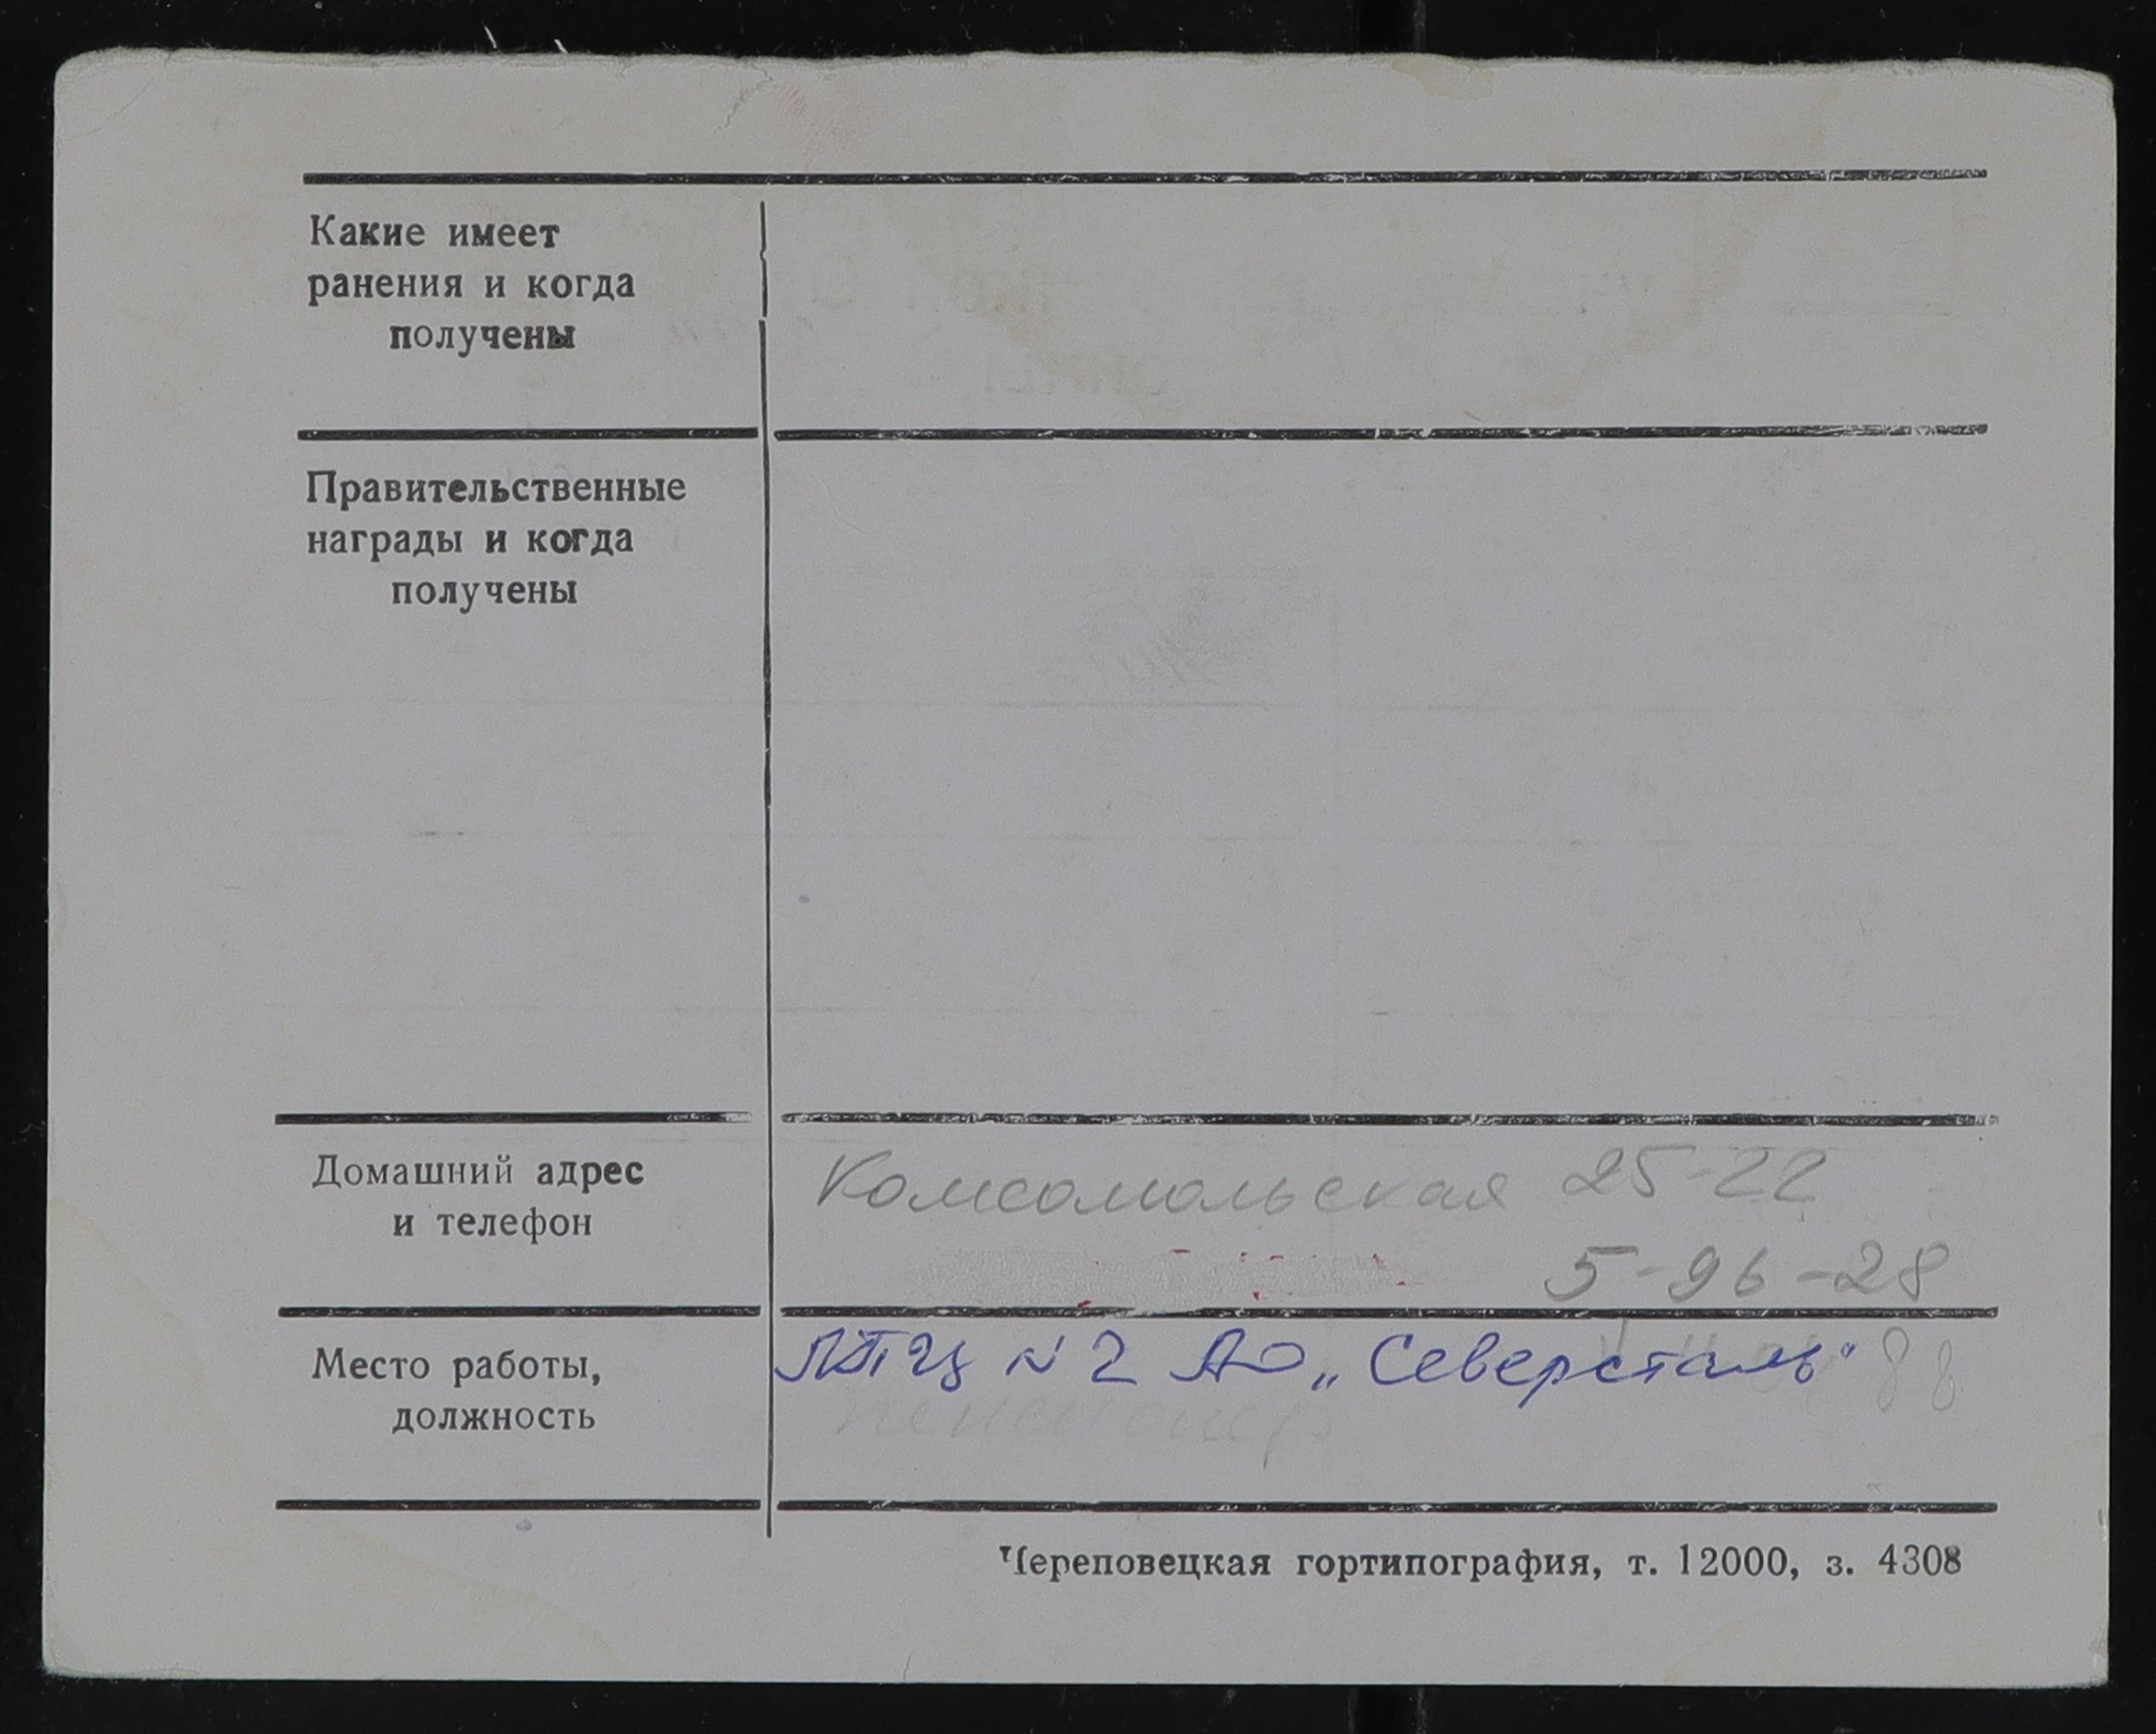 Какие имеет
ранения и когда
получены
Правительственные
награды и когда
получены
Домашний адрес
и телефон
Комсомольская 25-22
5-96-28
Место работы,
должность
ЛПЦ N 2 АО „Северсталь"
пенсионер
Череповецкая гортипография, т. 12000, з. 4308